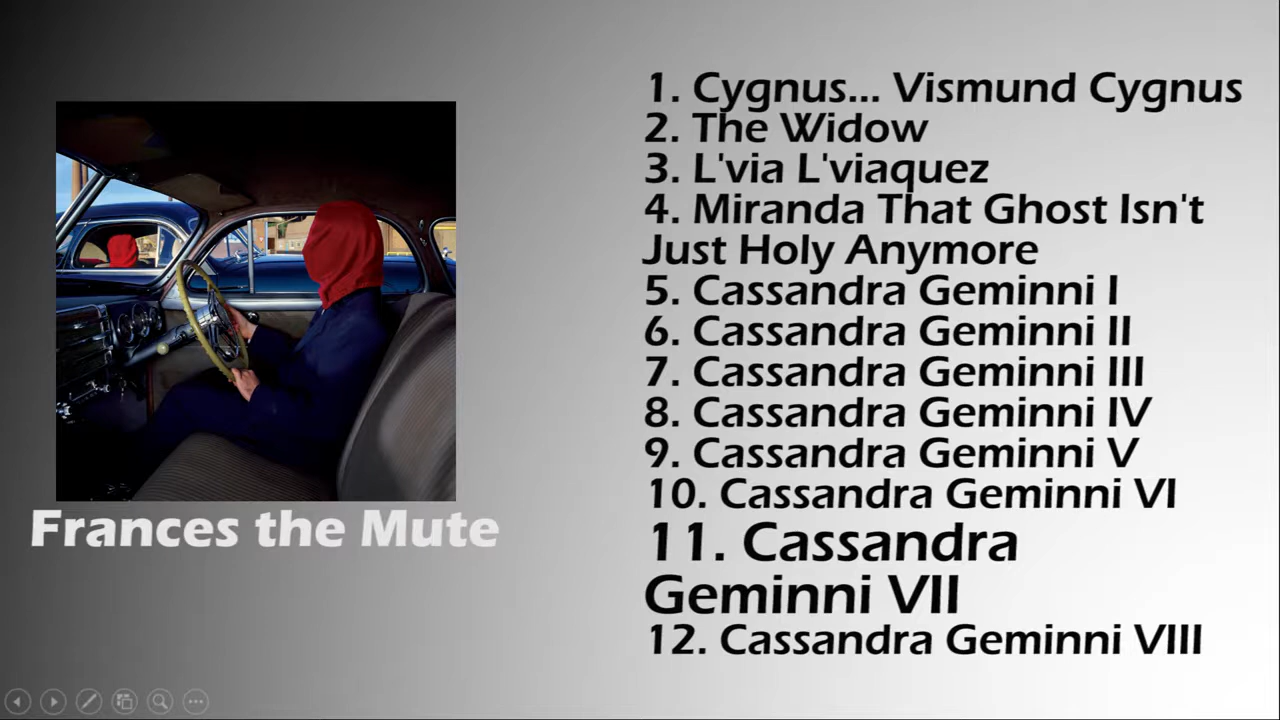 1. Cygnus... Vismund Cygnus
2. The Widow
3. L'via L'viaquez
4. Miranda That Ghost Isn't
Just Holy Anymore
5. Cassandra Geminni I
6. Cassandra Geminni II
7. Cassandra Geminni III
8. Cassandra Geminni IV
9. Cassandra Geminni V
10. Cassandra Geminni VI
11. Cassandra
Geminni VII
12. Cassandra Geminni VIII
Frances the Mute